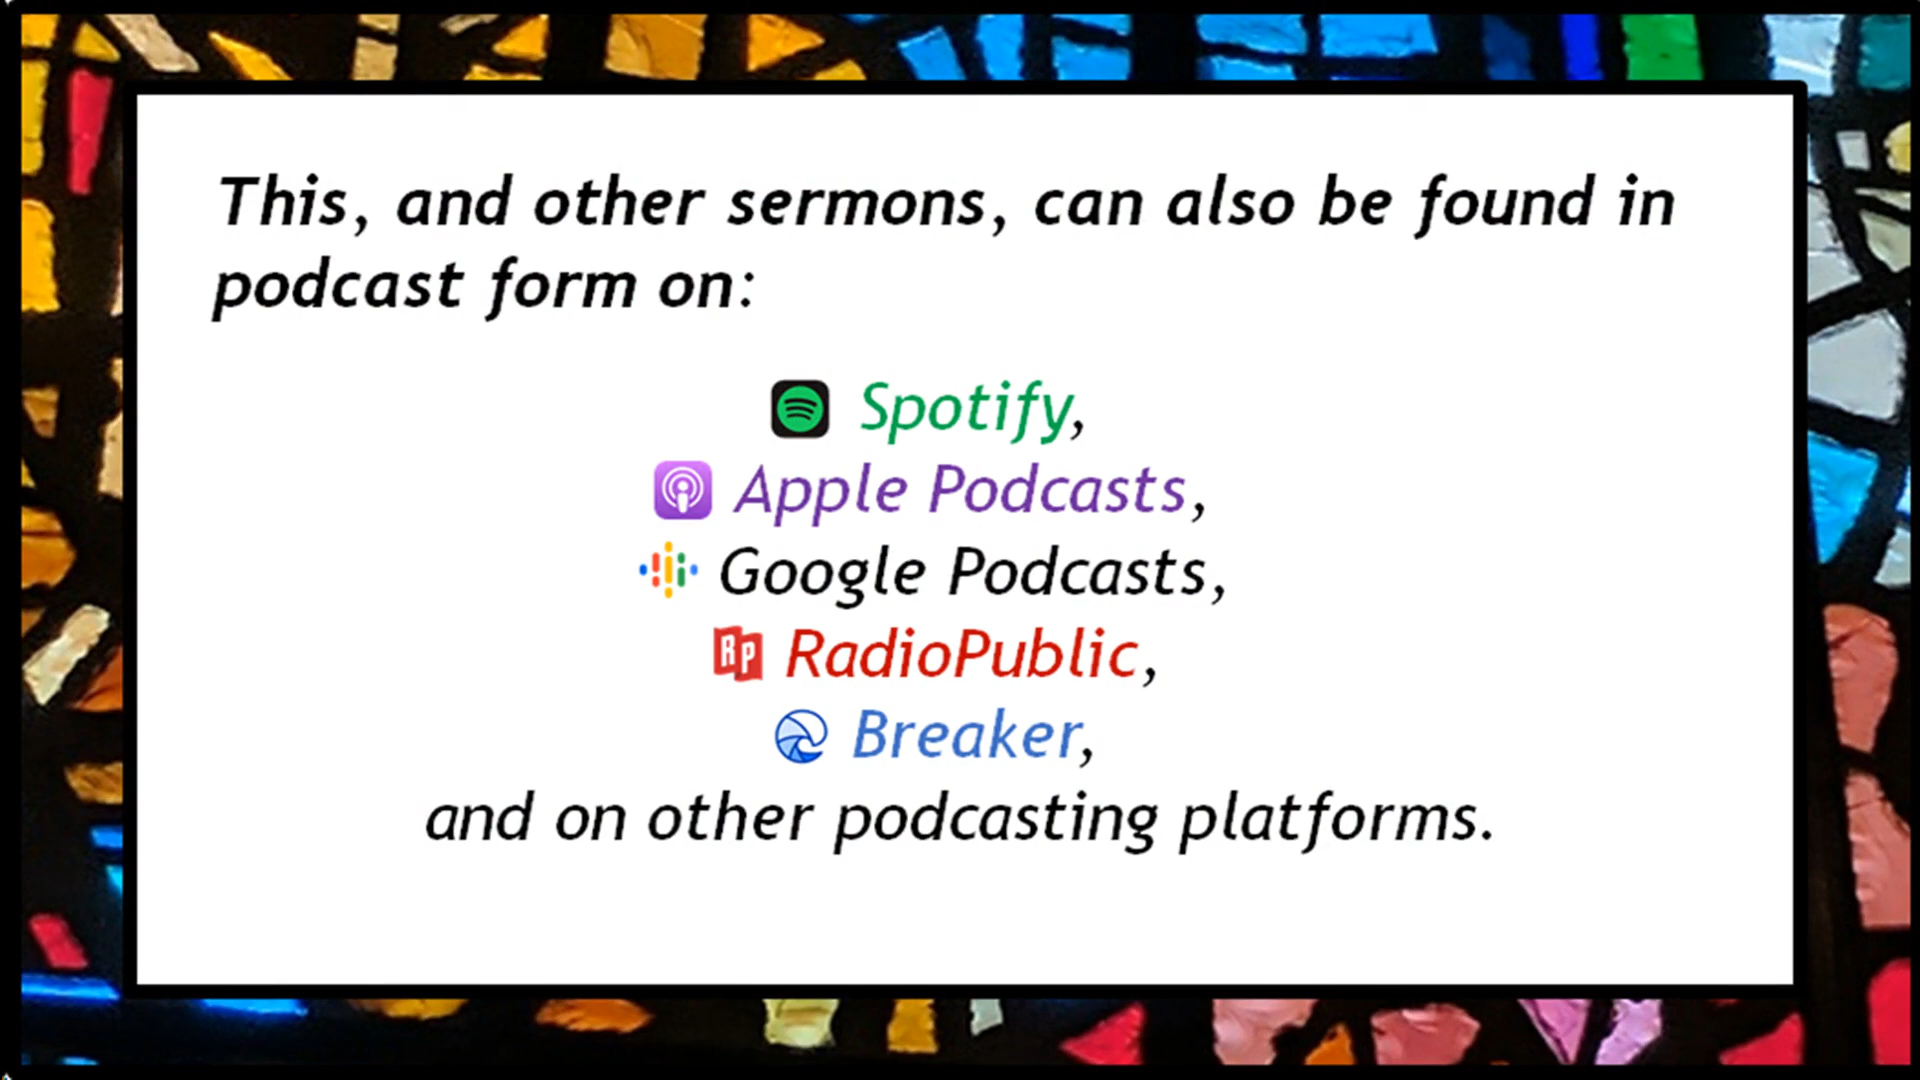 This, and other sermons, can also be found in
podcast form on:
Spotify,
Apple Podcasts,
Google Podcasts,
RP RadioPublic,
Breaker,
and on other podcasting platforms.